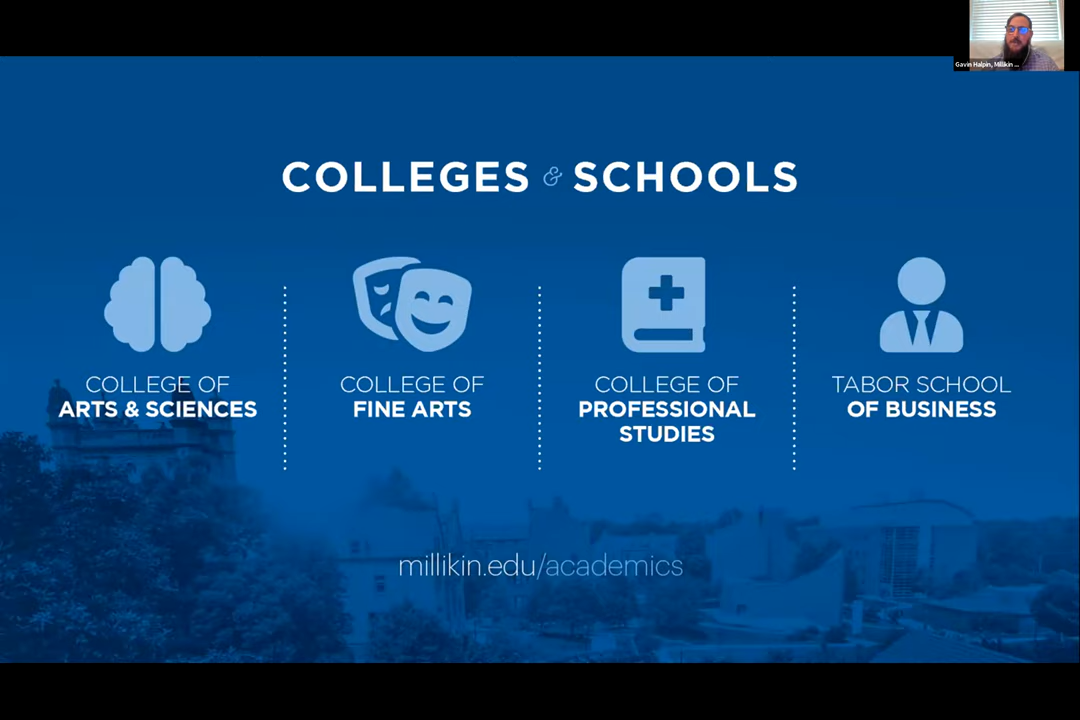 Gavin Halpin, Millikin ...
COLLEGES & SCHOOLS
COLLEGE OF
ARTS & SCIENCES
COLLEGE OF
FINE ARTS
COLLEGE OF
PROFESSIONAL
STUDIES
TABOR SCHOOL
OF BUSINESS
millikin.edu/academics